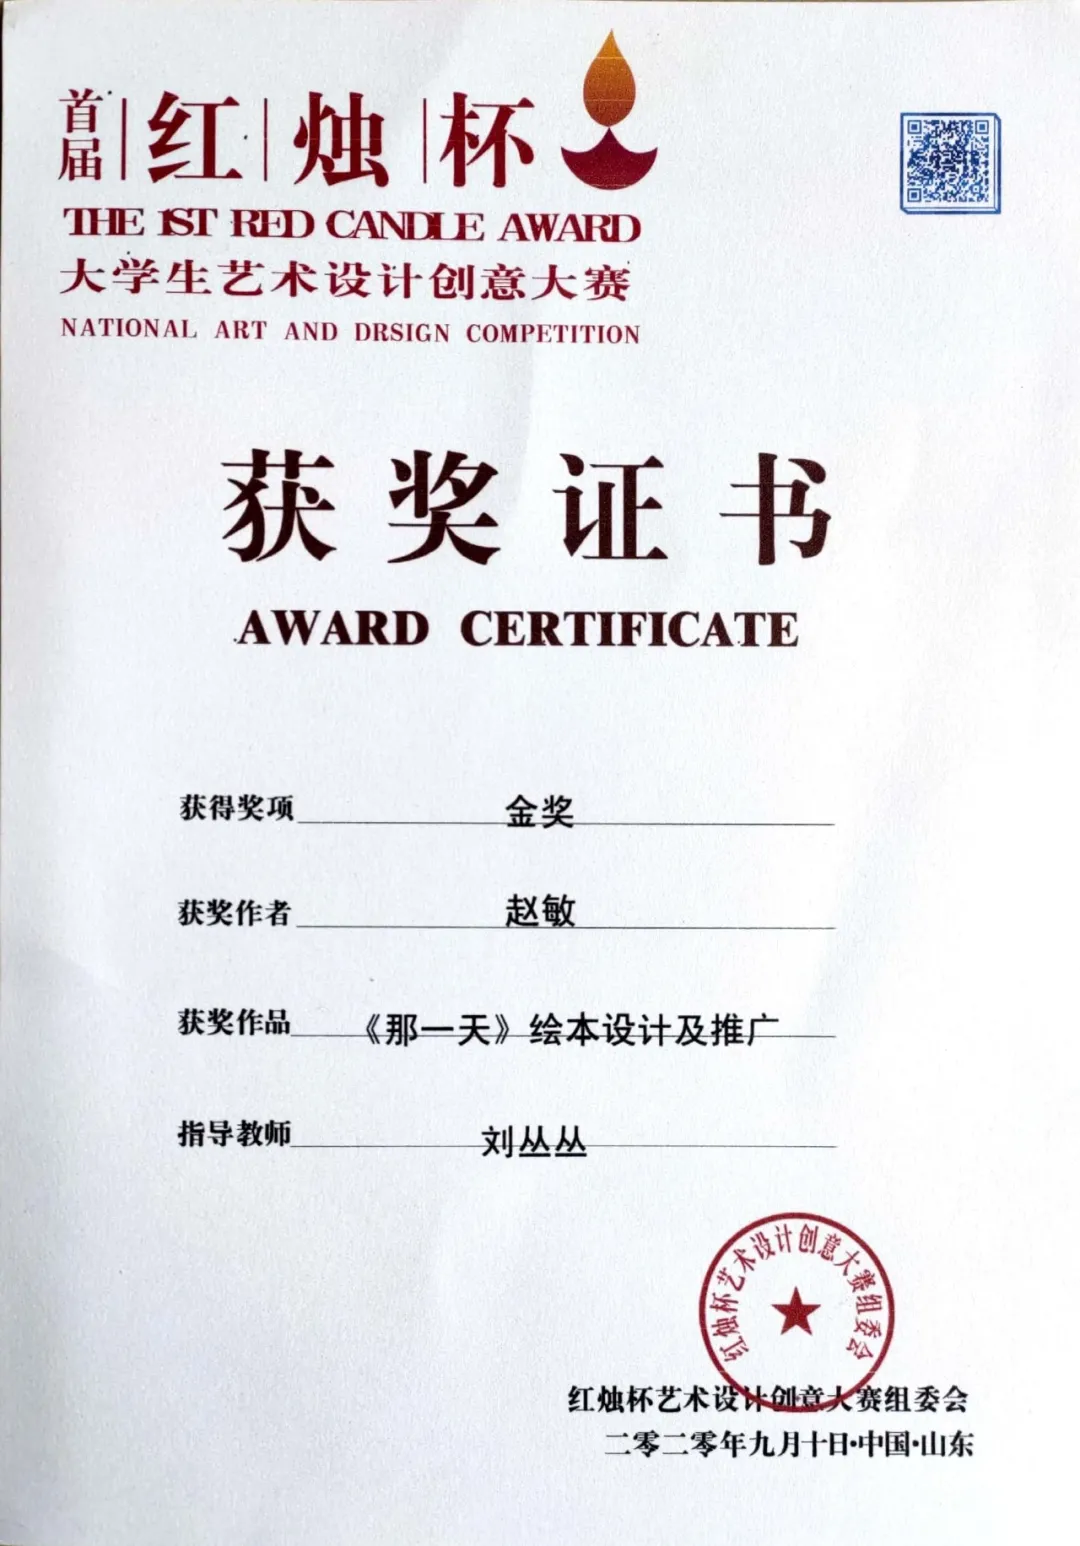 首届 红烛杯
THE 1ST RED CANDLE AWARD
大学生艺术设计创意大赛
NATIONAL ART AND DRSIGN COMPETITION
获奖证书
AWARD CERTIFICATE
获得奖项 金奖
获奖作者 赵敏
获奖作品 《那一天》绘本设计及推广
指导教师 刘丛丛
红烛杯艺术设计创意大赛组委会
红烛杯艺术设计创意大赛组委会
二零二零年九月十日·中国·山东